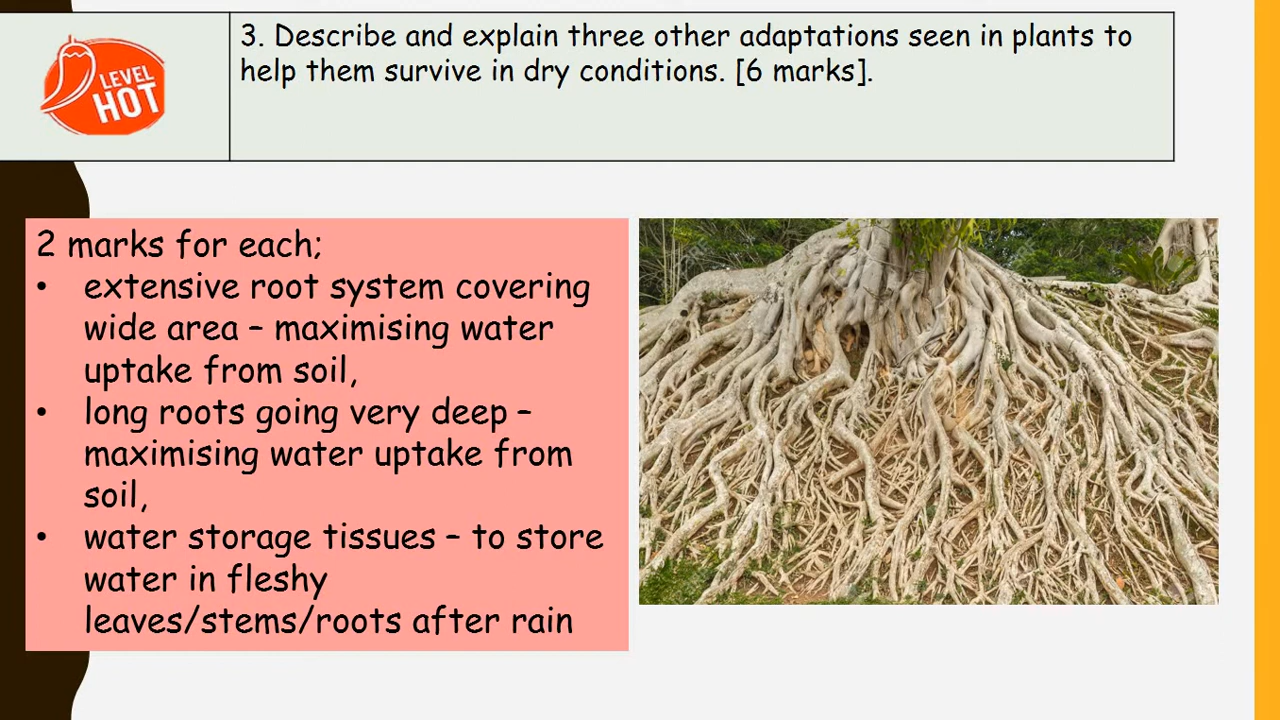 3. Describe and explain three other adaptations seen in plants to
help them survive in dry conditions. [6 marks].
LEVEL
HOT
2 marks for each;
• extensive root system covering
wide area – maximising water
uptake from soil,
• long roots going very deep –
maximising water uptake from
soil,
• water storage tissues – to store
water in fleshy
leaves/stems/roots after rain